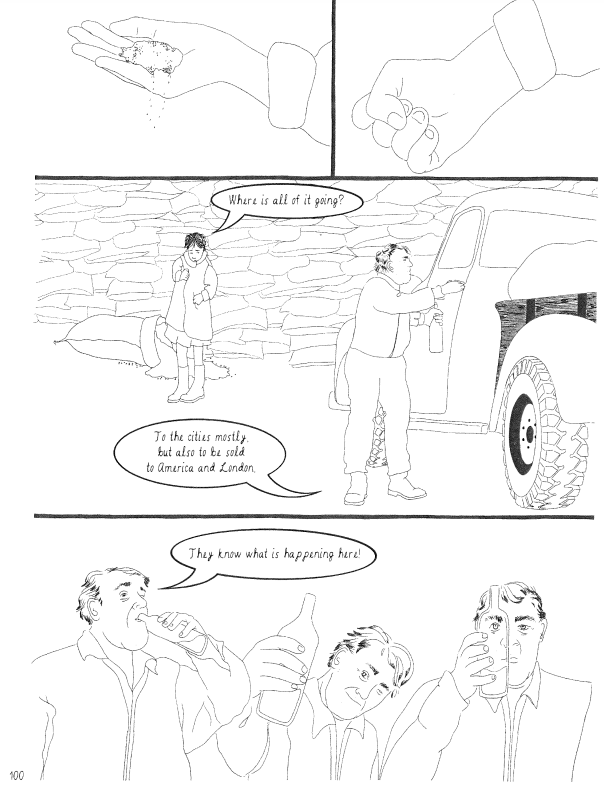 Where is all of it going?
To the cities mostly,
but also to be sold
to America and London.
They know what is happening here!
100